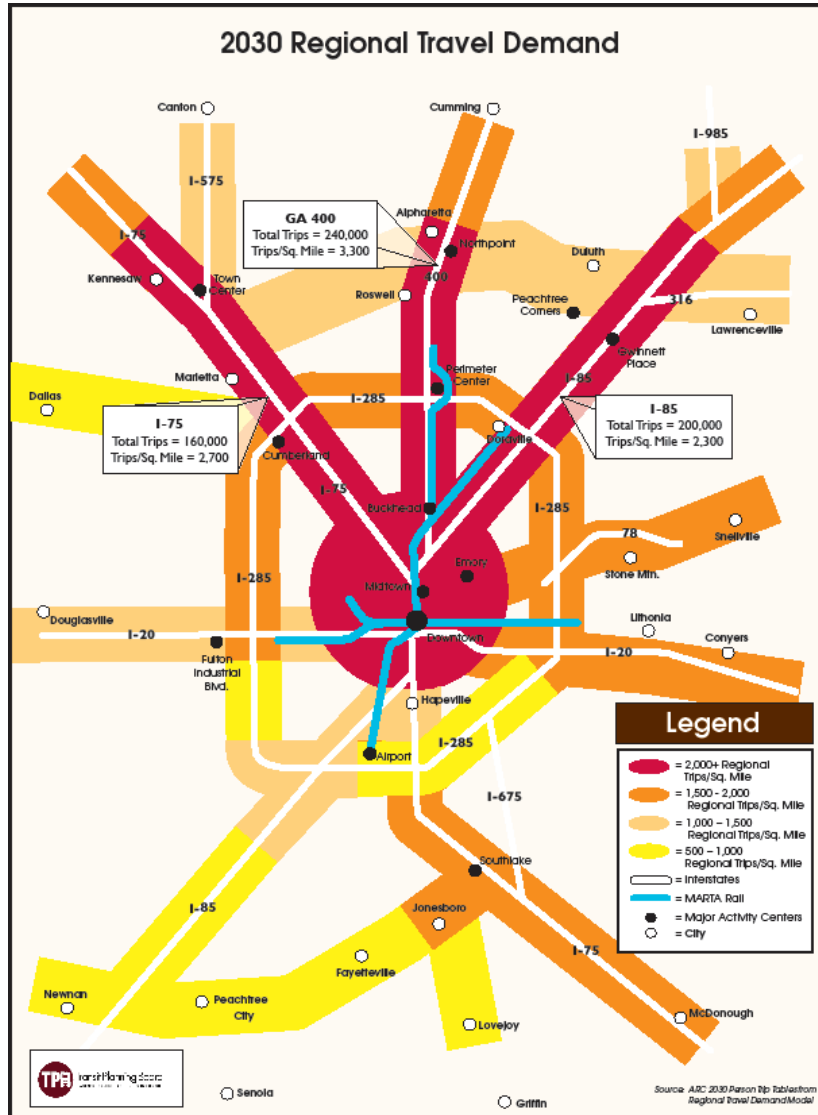 2030 Regional Travel Demand
Canton
Cumming
I-985
I-575
GA 400
Total Trips = 240,000
Trips/Sq. Mile = 3,300
Alpharetta
I-75
Northpoint
Duluth
Kennesaw
Town
Center
400
Roswell
Peachtree
Corners
316
Lawrenceville
Gwinnett
Place
Marietta
Perimeter
Center
I-85
Dallas
I-285
I-75
Total Trips = 160,000
Trips/Sq. Mile = 2,700
I-85
Total Trips = 200,000
Trips/Sq. Mile = 2,300
Doraville
Cumberland
I-75
Buckhead
I-285
78
Snellville
Emory
Stone Mtn.
I-285
Midtown
Douglasville
Lithonia
I-20
Downtown
Conyers
I-20
Fulton
Industrial
Blvd.
Hapeville
I-285
Airport
I-675
Southlake
Jonesboro
I-85
I-75
Fayetteville
Newnan
Peachtree
City
Lovejoy
McDonough
Senoia
Griffin
Legend
= 2,000+ Regional
Trips/Sq. Mile
= 1,500 - 2,000
Regional Trips/Sq. Mile
= 1,000 – 1,500
Regional Trips/Sq. Mile
= 500 – 1,000
Regional Trips/Sq. Mile
= Interstates
= MARTA Rail
= Major Activity Centers
= City
TPB Transit Planning Board
Source: ARC 2030 Person Trip Tables from
Regional Travel Demand Model